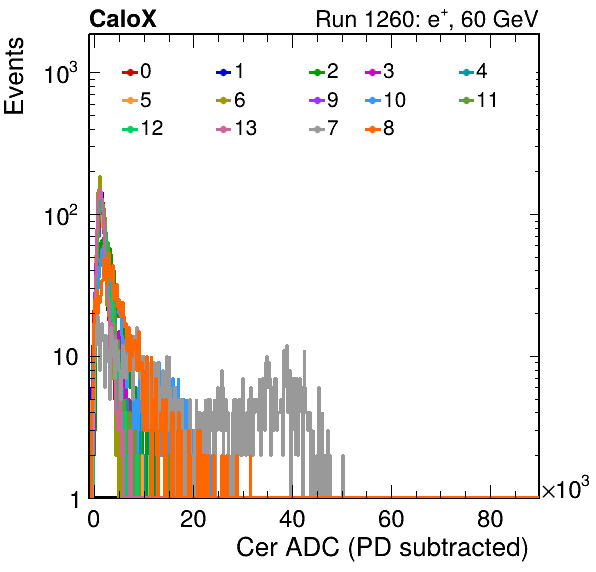 CaloX Run 1260: e⁺, 60 GeV
Events
10³
10²
10
1
0 1 2 3 4
5 6 9 10 11
12 13 7 8
0 20 40 60 80
×10³
Cer ADC (PD subtracted)